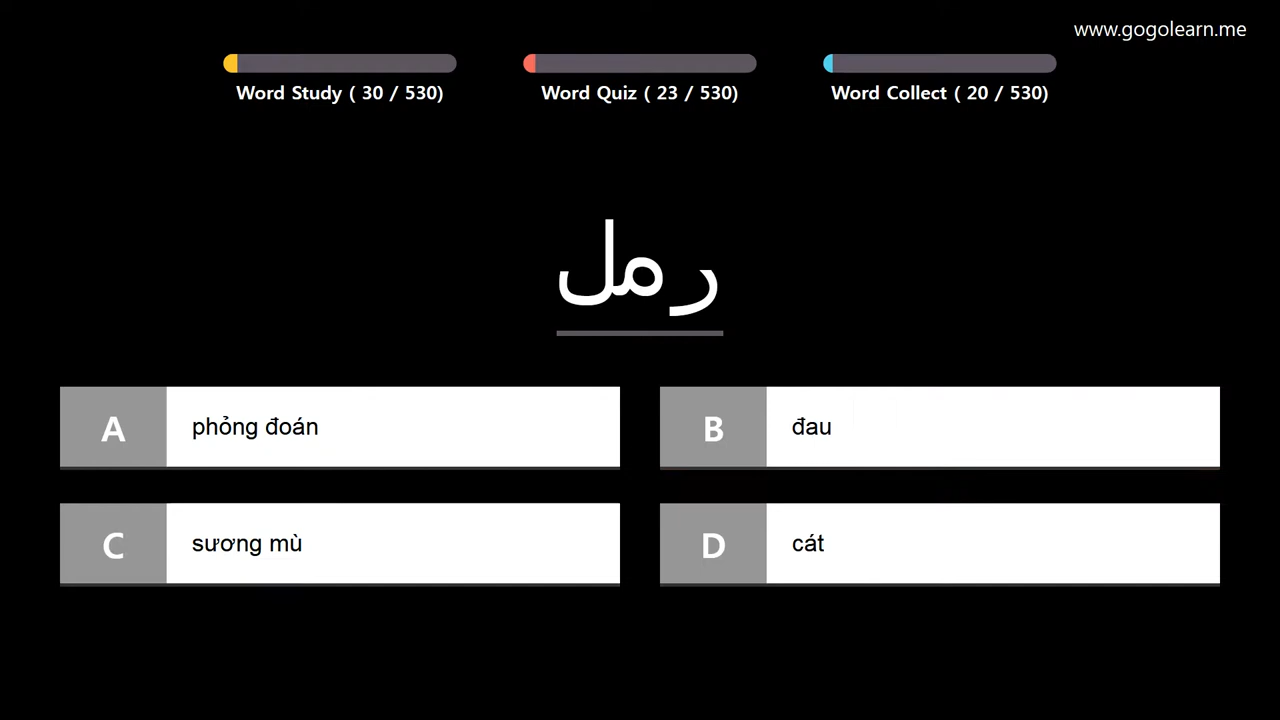 www.gogolearn.me
Word Study ( 30 / 530)
Word Quiz ( 23 / 530)
Word Collect ( 20 / 530)
رمل
A phỏng đoán
B đau
C sương mù
D cát